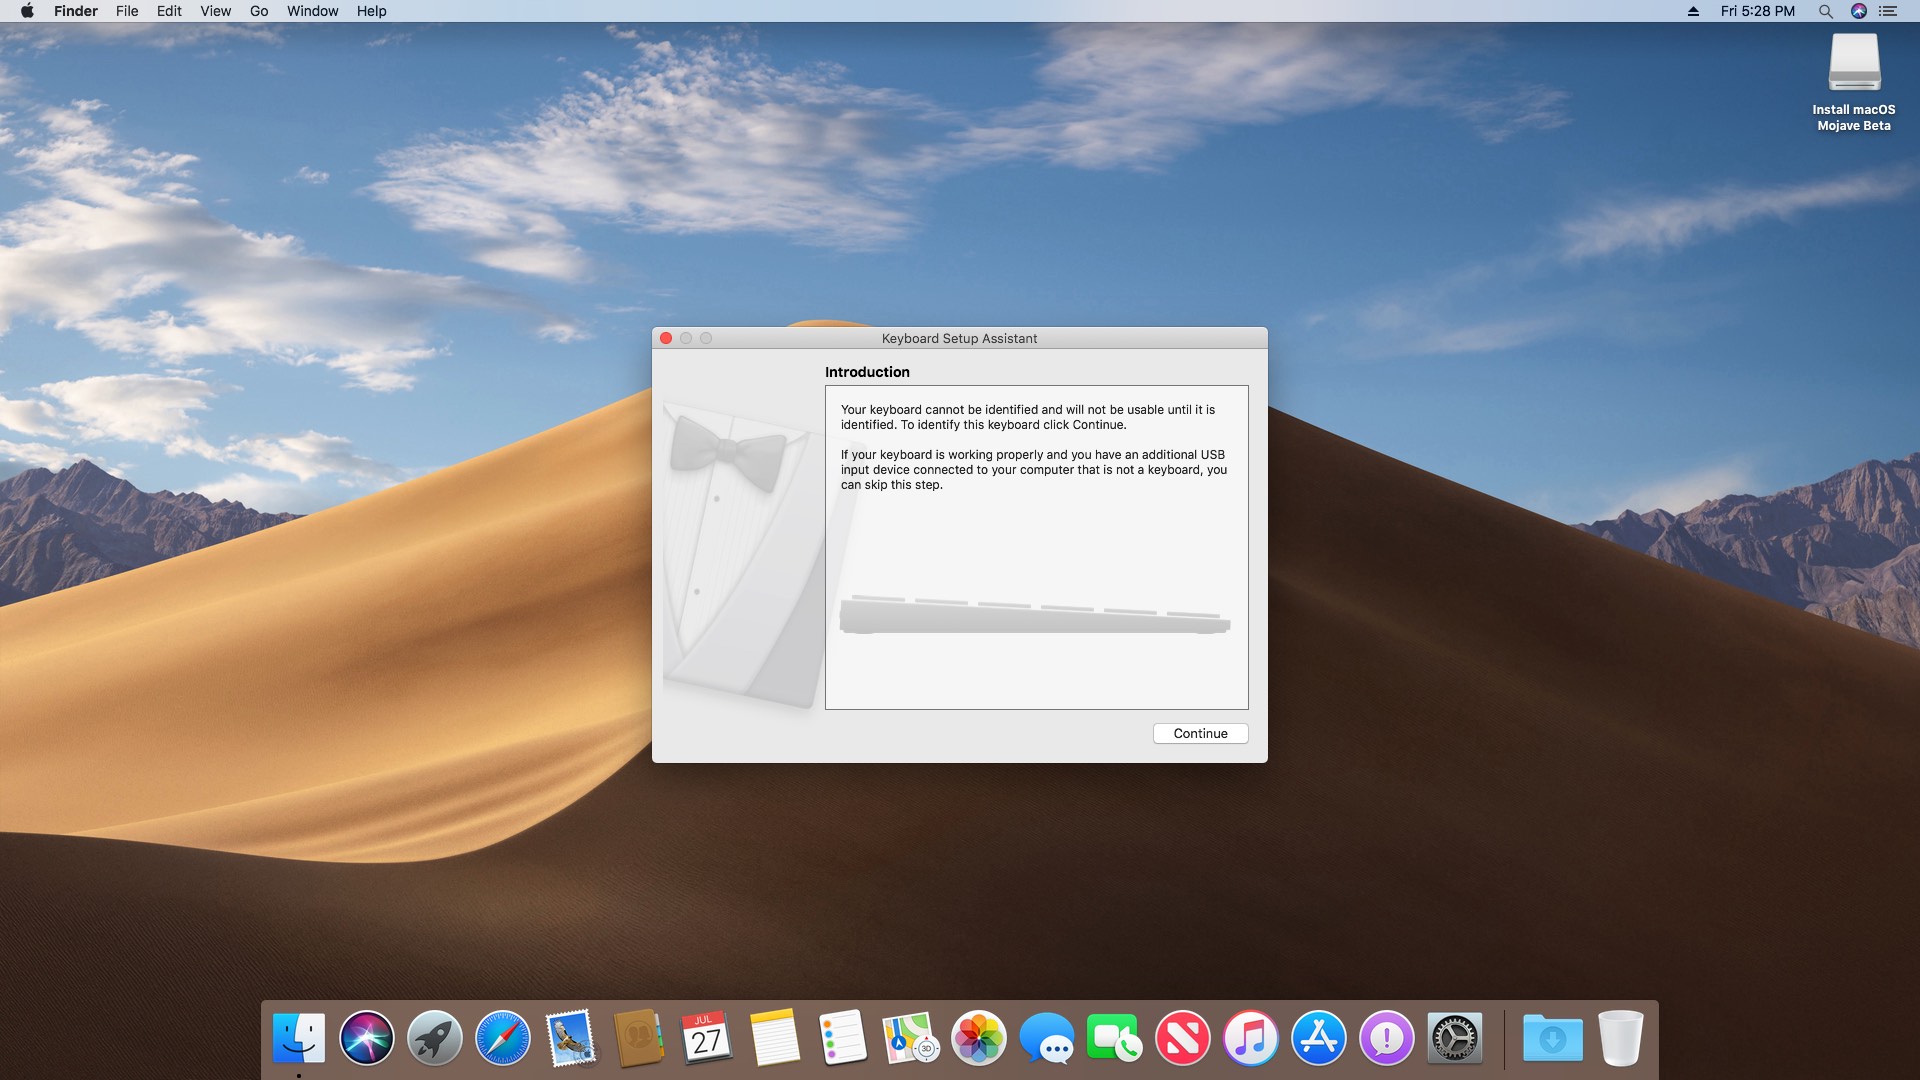 Finder File Edit View Go Window Help
Fri 5:28 PM
Install macOS
Mojave Beta
Keyboard Setup Assistant
Introduction
Your keyboard cannot be identified and will not be usable until it is
identified. To identify this keyboard click Continue.
If your keyboard is working properly and you have an additional USB
input device connected to your computer that is not a keyboard, you
can skip this step.
Continue
JUL
27
3D